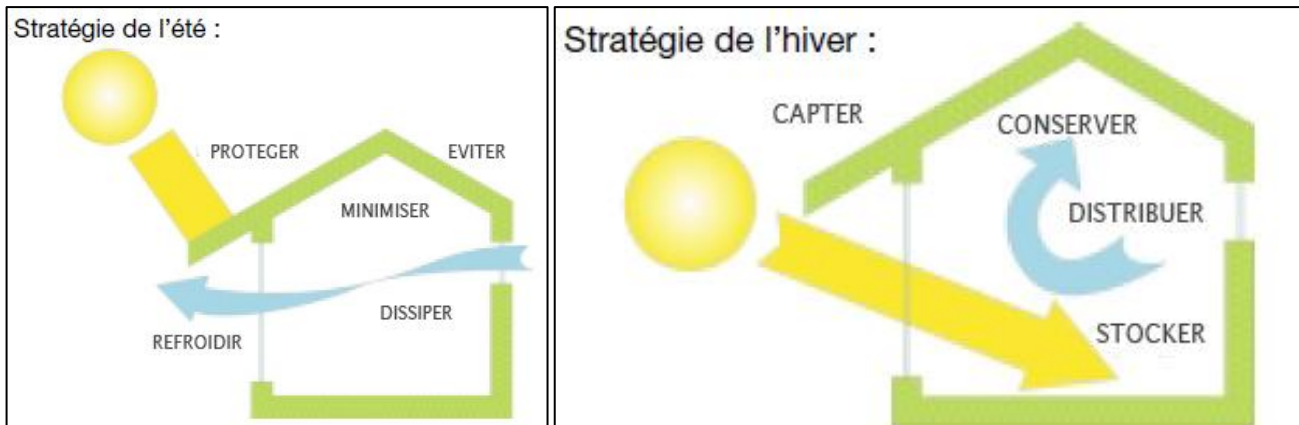 Stratégie de l'été :
PROTEGER
EVITER
MINIMISER
DISSIPER
REFROIDIR
Stratégie de l'hiver :
CAPTER
CONSERVER
DISTRIBUER
STOCKER